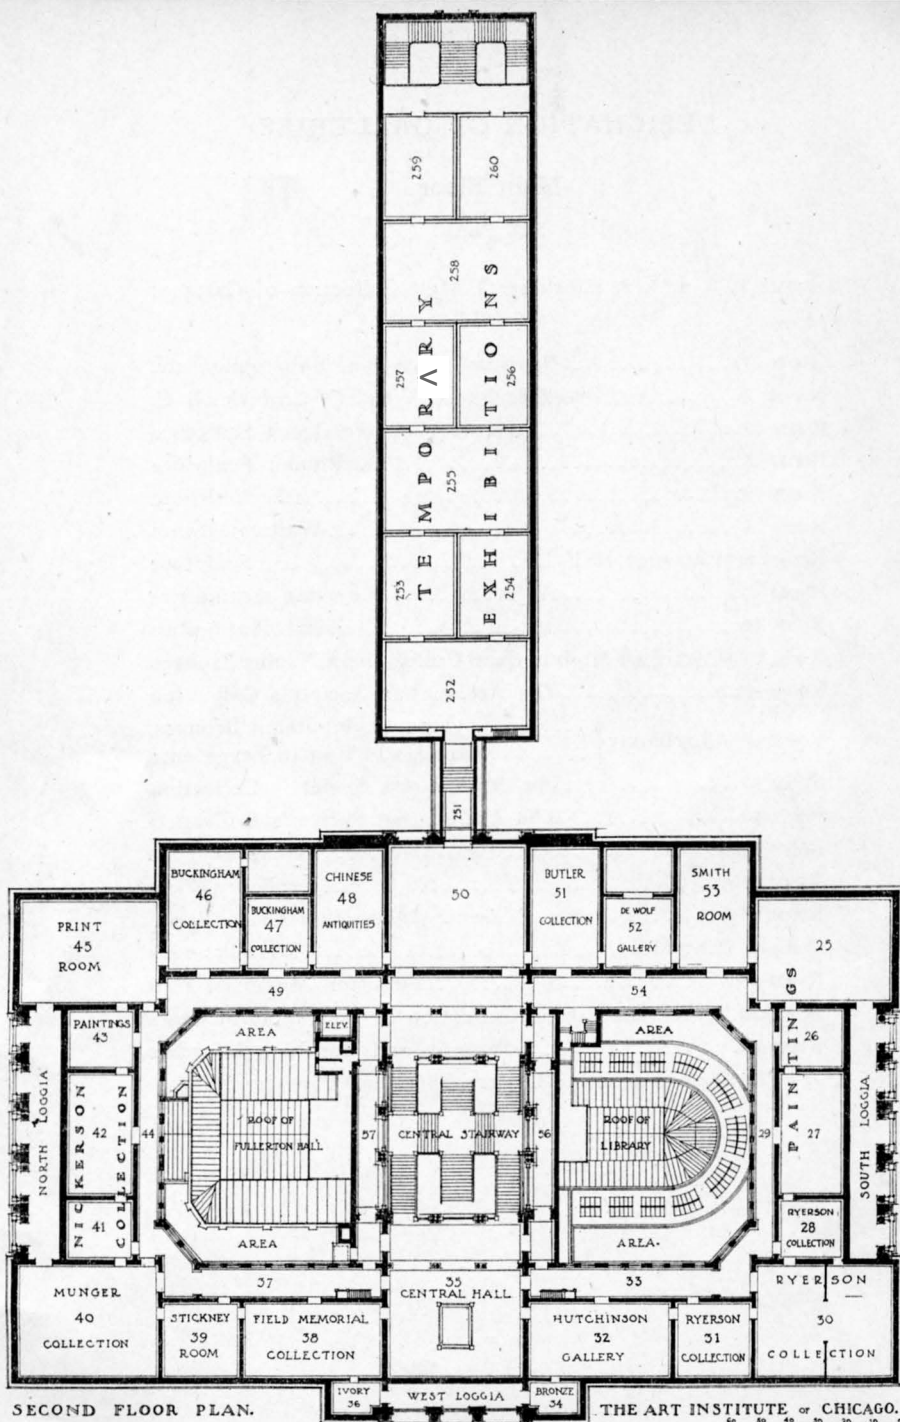 259
260
258
257
256
TEMPORVRY
EXHIBITIONS
255
253
254
252
251
BUCKINGHAM
46
COLLECTION
BUCKINGHAM
47
COLLECTION
CHINESE
48
ANTIQUITIES
50
BUTLER
51
COLLECTION
DE WOLF
52
GALLERY
SMITH
53
ROOM
PRINT
45
ROOM
25
49
54
PAINTINGS
43
AREA
ELEV.
AREA
26
NORTH LOGGIA
NICKERSON
COLLECTION
42
41
44
ROOF OF
FULLERTON HALL
57
CENTRAL STAIRWAY
56
ROOF OF
LIBRARY
29
PAINTINGS
27
SOUTH LOGGIA
RYERSON
28
COLLECTION
AREA
AREA.
37
35
CENTRAL HALL
33
MUNGER
40
COLLECTION
STICKNEY
39
ROOM
FIELD MEMORIAL
38
COLLECTION
HUTCHINSON
32
GALLERY
RYERSON
31
COLLECTION
RYERSON
30
COLLECTION
IVORY
36
WEST LOGGIA
BRONZE
34
SECOND FLOOR PLAN.
THE ART INSTITUTE OF CHICAGO.